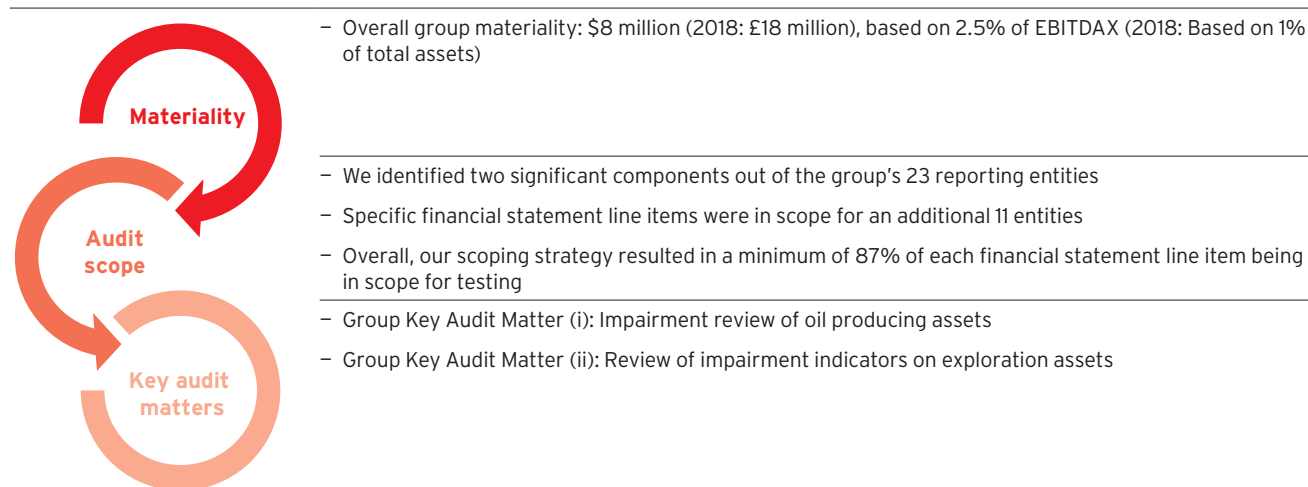 – Overall group materiality: $8 million (2018: £18 million), based on 2.5% of EBITDAX (2018: Based on 1%
of total assets)
Materiality
– We identified two significant components out of the group's 23 reporting entities
– Specific financial statement line items were in scope for an additional 11 entities
Audit
scope
– Overall, our scoping strategy resulted in a minimum of 87% of each financial statement line item being
in scope for testing
– Group Key Audit Matter (i): Impairment review of oil producing assets
– Group Key Audit Matter (ii): Review of impairment indicators on exploration assets
Key audit
matters